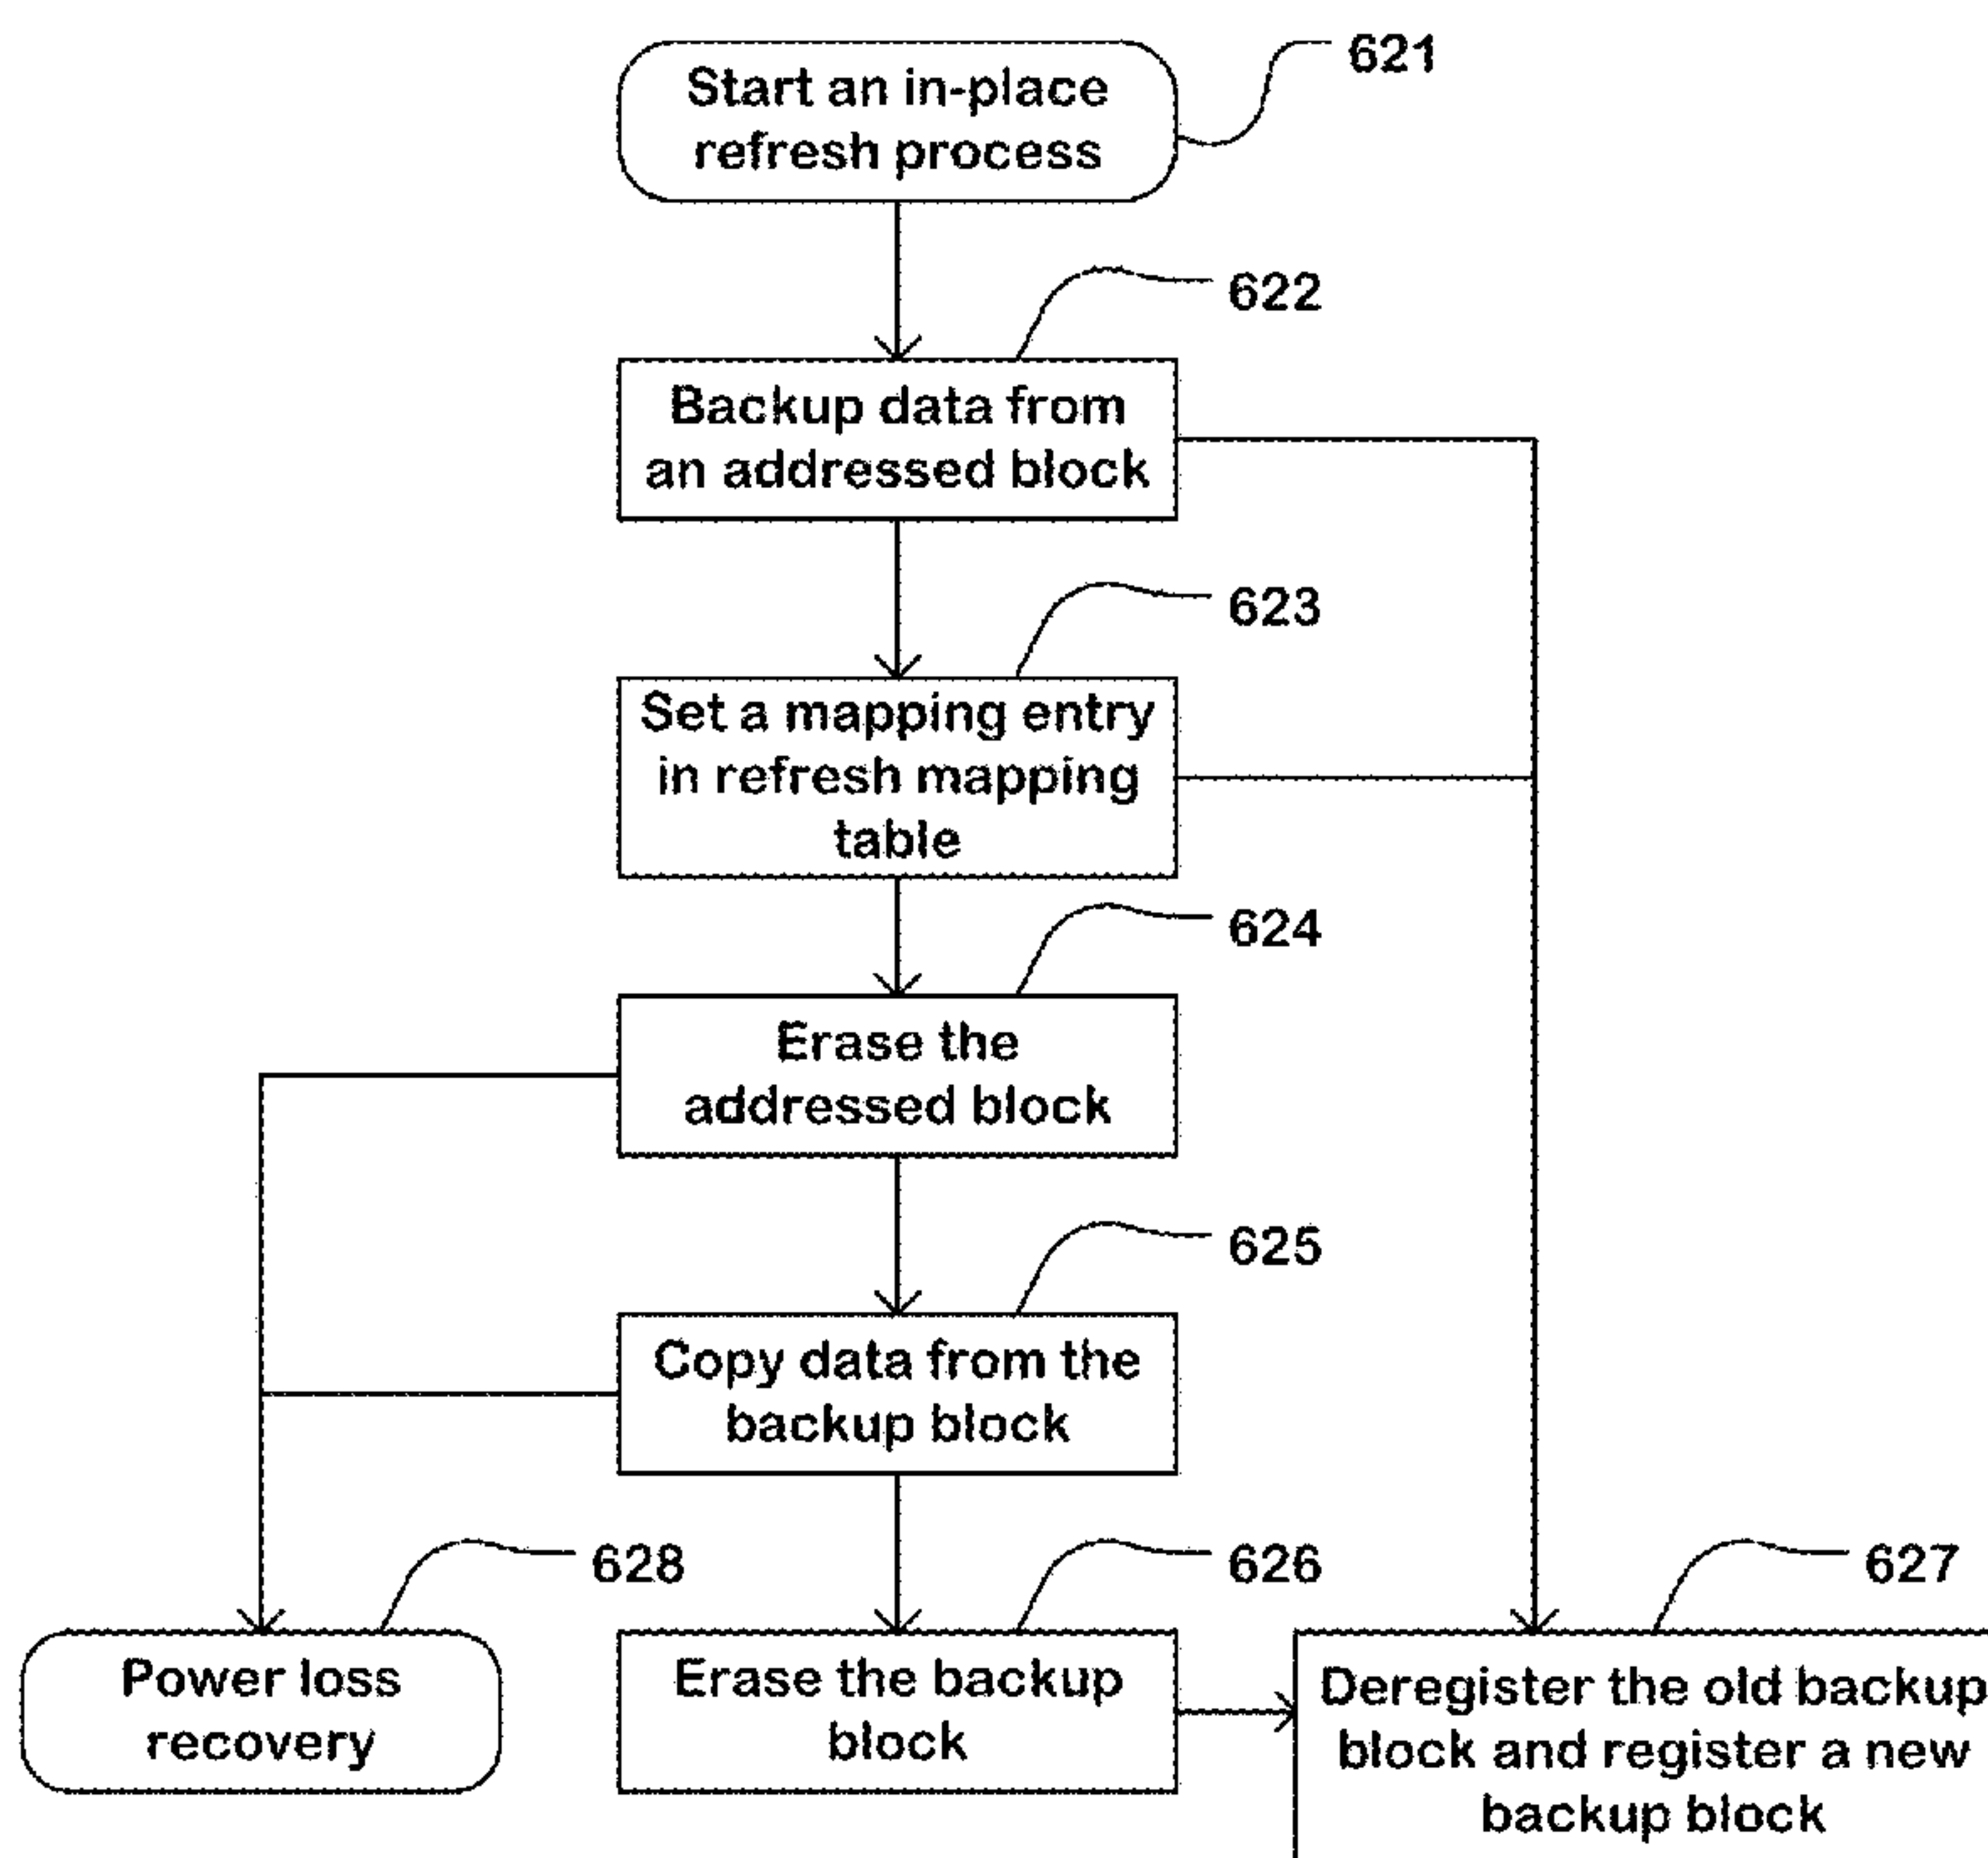 Start an in-place
refresh process
621
622
Backup data from
an addressed block
623
Set a mapping entry
in refresh mapping
table
624
Erase the
addressed block
625
Copy data from the
backup block
628
626
627
Power loss
recovery
Erase the backup
block
Deregister the old backup
block and register a new
backup block